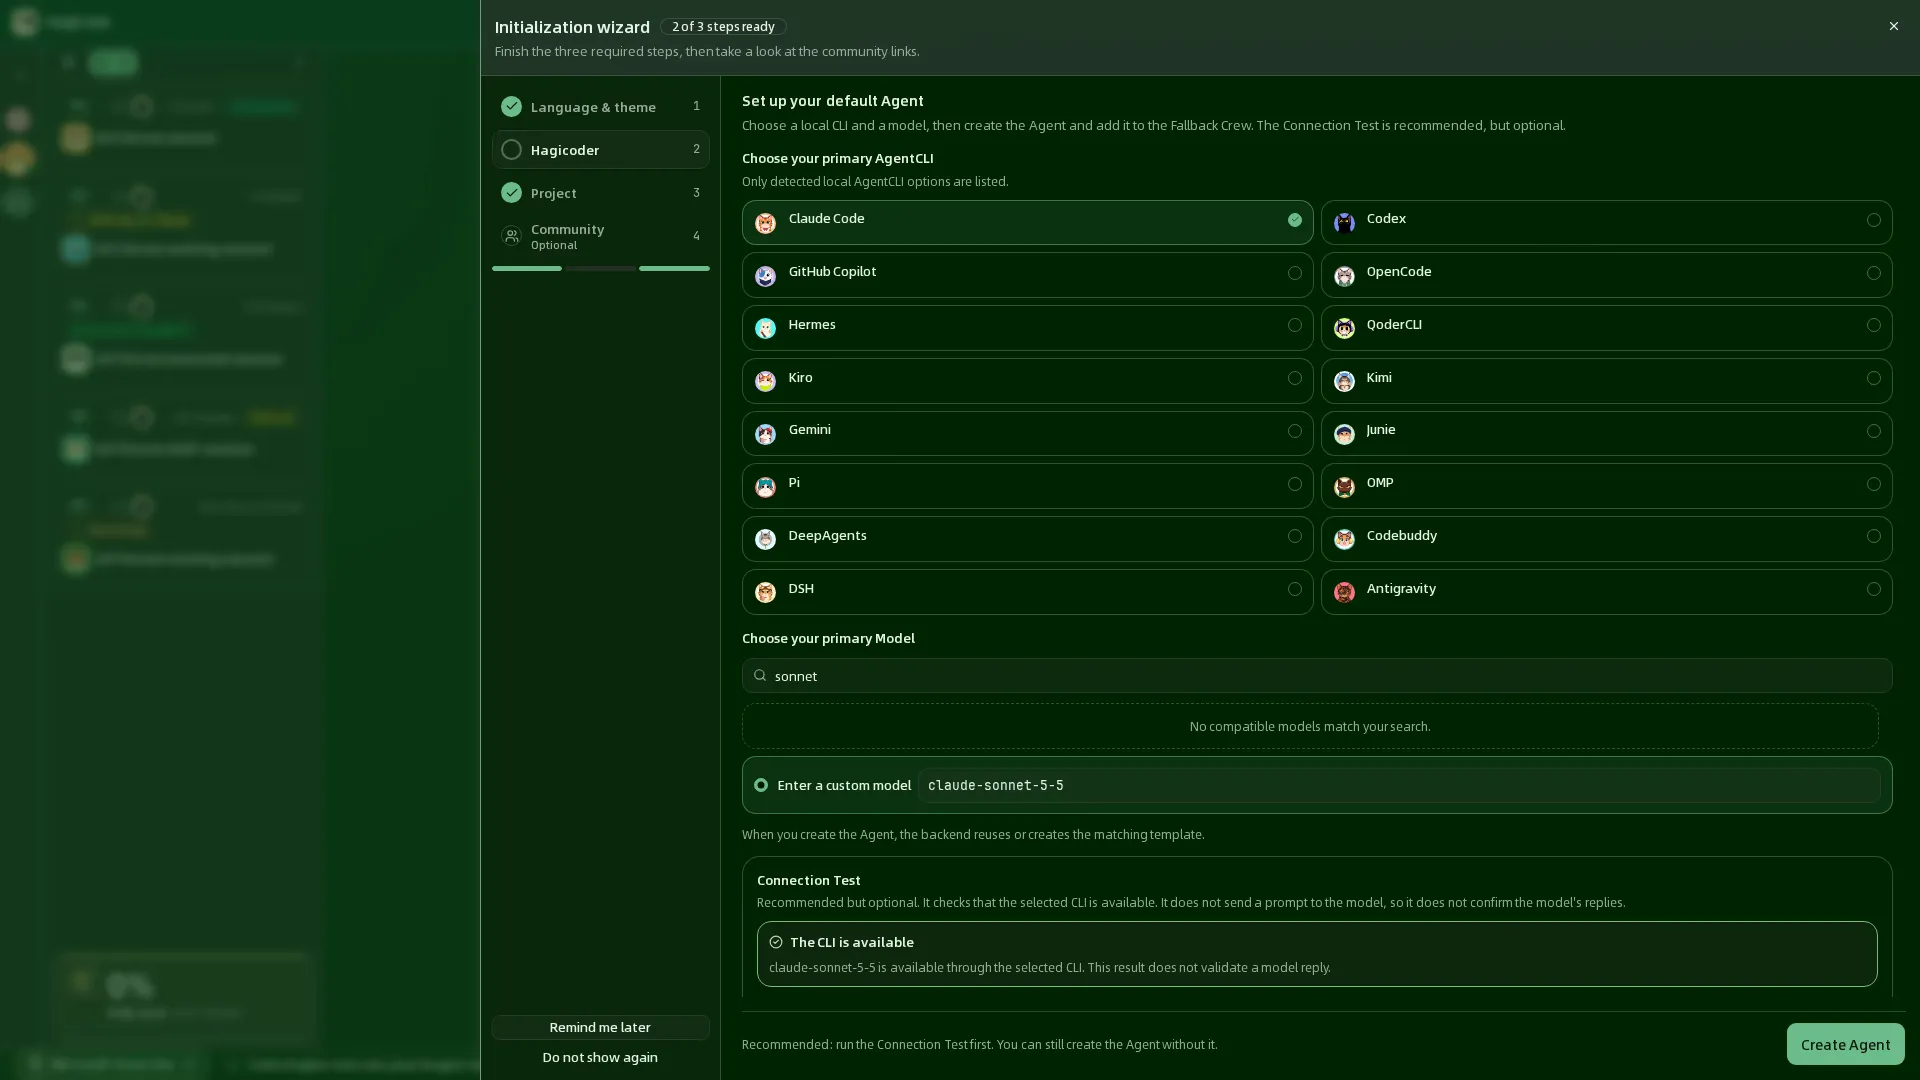 Initialization wizard
2 of 3 steps ready
Finish the three required steps, then take a look at the community links.
Language & theme 1
Hagicoder 2
Project 3
Community 4
Optional
Remind me later
Do not show again
Set up your default Agent
Choose a local CLI and a model, then create the Agent and add it to the Fallback Crew. The Connection Test is recommended, but optional.
Choose your primary AgentCLI
Only detected local AgentCLI options are listed.
Claude Code
Codex
GitHub Copilot
OpenCode
Hermes
QoderCLI
Kiro
Kimi
Gemini
Junie
Pi
OMP
DeepAgents
Codebuddy
DSH
Antigravity
Choose your primary Model
sonnet
No compatible models match your search.
Enter a custom model
claude-sonnet-5-5
When you create the Agent, the backend reuses or creates the matching template.
Connection Test
Recommended but optional. It checks that the selected CLI is available. It does not send a prompt to the model, so it does not confirm the model's replies.
The CLI is available
claude-sonnet-5-5 is available through the selected CLI. This result does not validate a model reply.
Recommended: run the Connection Test first. You can still create the Agent without it.
Create Agent